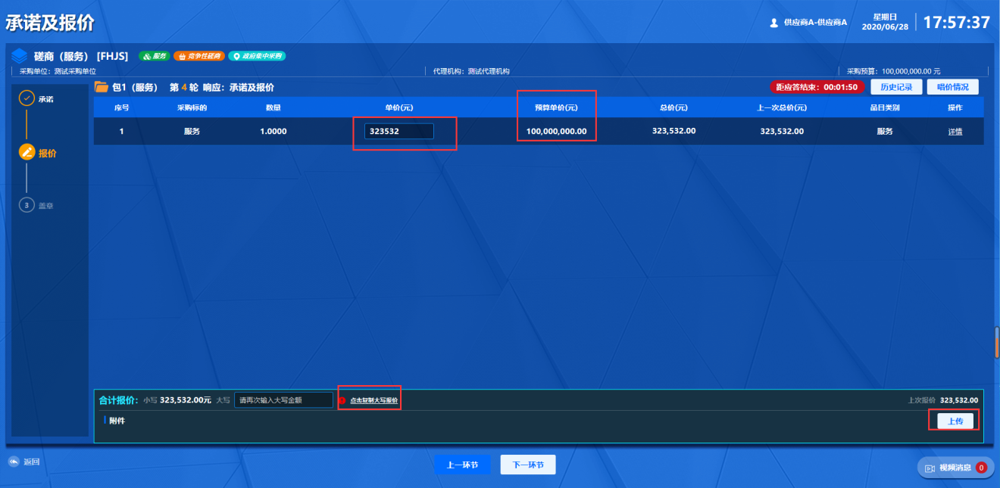 承诺及报价
供应商A-供应商A
星期日
2020/06/28
17:57:37
磋商（服务） [FHJS] 服务 竞争性磋商 政府集中采购
采购单位：测试采购单位 代理机构：测试代理机构 采购预算：100,000,000.00 元
承诺
报价
3 盖章
包1（服务） 第 4 轮 响应：承诺及报价 距应答结束：00:01:50 历史记录 唱价情况
序号 采购标的 数量 单价(元) 预算单价(元) 总价(元) 上一次总价(元) 品目类别 操作
1 服务 1.0000 323532 100,000,000.00 323,532.00 323,532.00 服务 详情
合计报价：小写 323,532.00元 大写 请再次输入大写金额 点击复制大写报价 上次报价 323,532.00
附件 上传
返回 上一环节 下一环节 视频消息 0